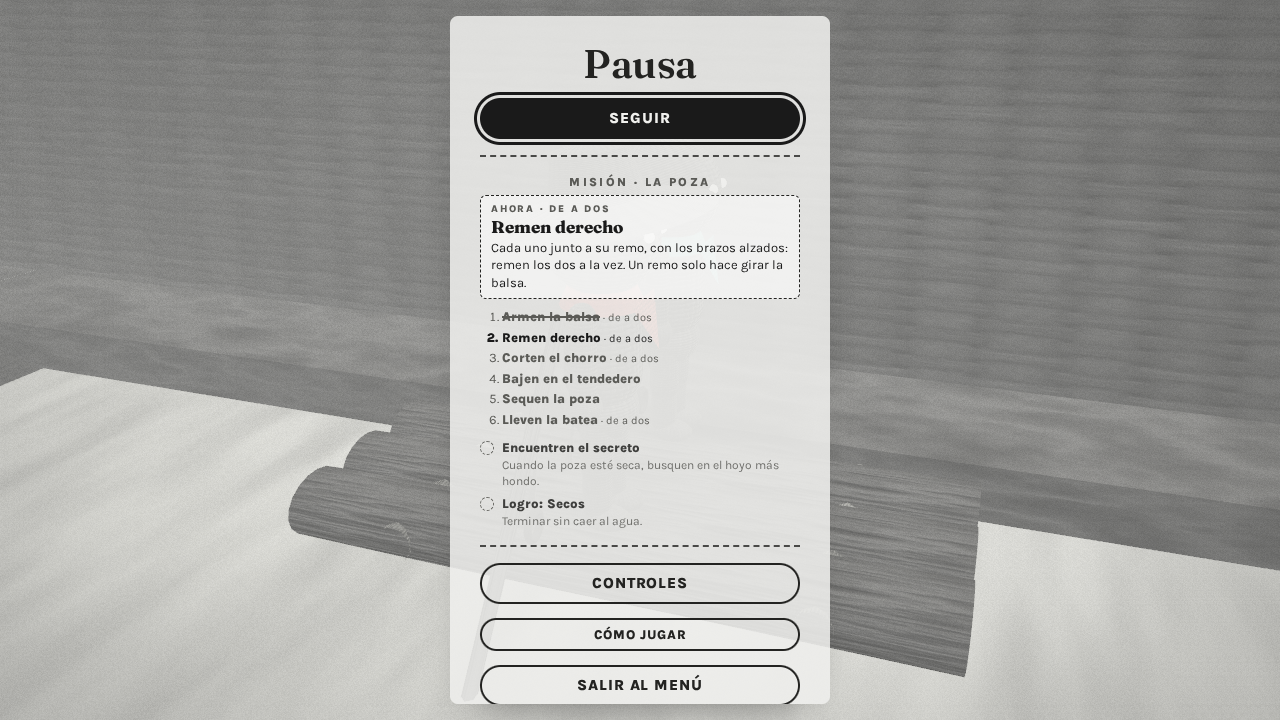 Pausa
SEGUIR
MISIÓN · LA POZA
AHORA · DE A DOS
Remen derecho
Cada uno junto a su remo, con los brazos alzados:
remen los dos a la vez. Un remo solo hace girar la
balsa.
1. Armen la balsa · de a dos
2. Remen derecho · de a dos
3. Corten el chorro · de a dos
4. Bajen en el tendedero
5. Sequen la poza
6. Lleven la batea · de a dos
Encuentren el secreto
Cuando la poza esté seca, busquen en el hoyo más
hondo.
Logro: Secos
Terminar sin caer al agua.
CONTROLES
CÓMO JUGAR
SALIR AL MENÚ